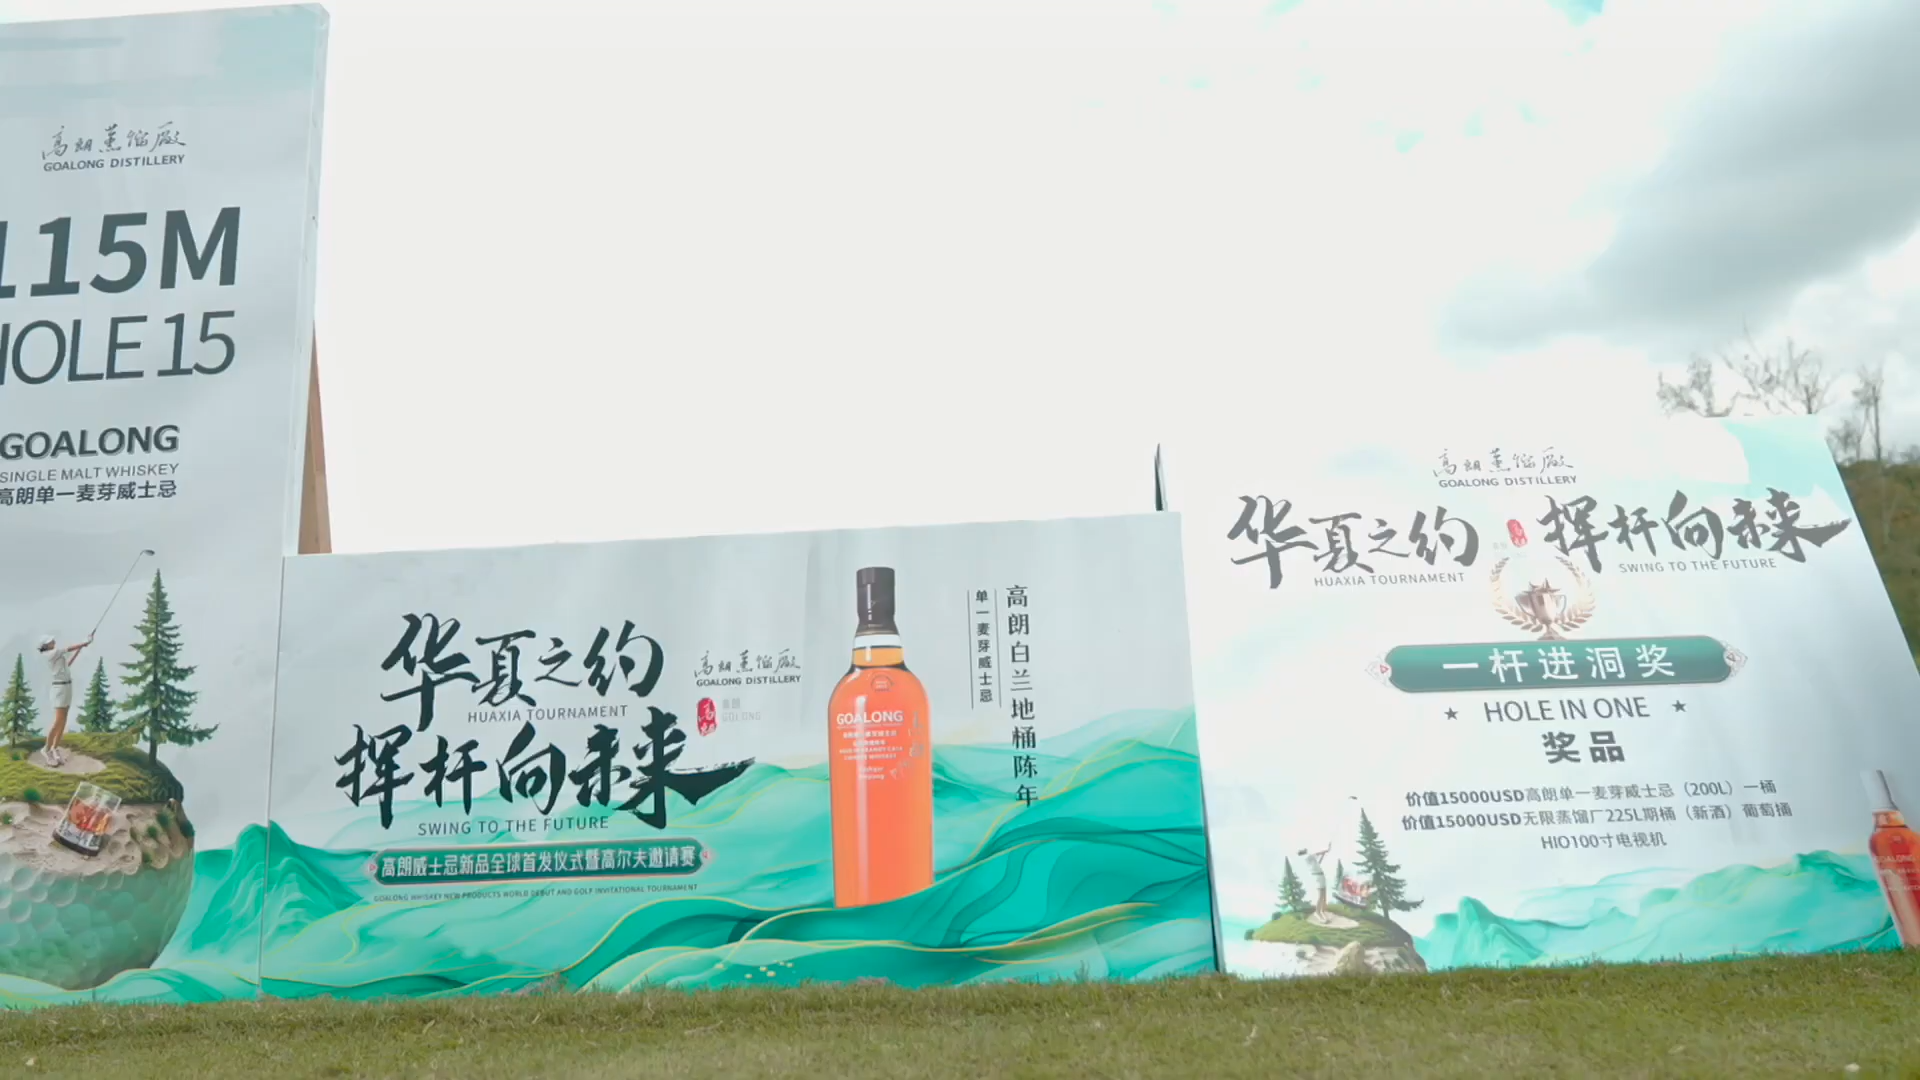 高朗蒸馏厂
GOALONG DISTILLERY
115M
HOLE 15
GOALONG
SINGLE MALT WHISKEY
高朗单一麦芽威士忌
华夏之约
HUAXIA TOURNAMENT
挥杆向未来
SWING TO THE FUTURE
高朗威士忌新品全球首发仪式暨高尔夫邀请赛
GOALONG WHISKEY NEW PRODUCTS WORLD DEBUT AND GOLF INVITATIONAL TOURNAMENT
高朗蒸馏厂
GOALONG DISTILLERY
高朗
GOLONG
GOALONG
高朗白兰地桶陈年
单一麦芽威士忌
高朗蒸馏厂
GOALONG DISTILLERY
华夏之约 挥杆向未来
HUAXIA TOURNAMENT SWING TO THE FUTURE
一杆进洞奖
HOLE IN ONE
奖品
价值15000USD高朗单一麦芽威士忌（200L）一桶
价值15000USD无限蒸馏厂225L期桶（新酒）葡萄桶
HIO100寸电视机
GOALONG